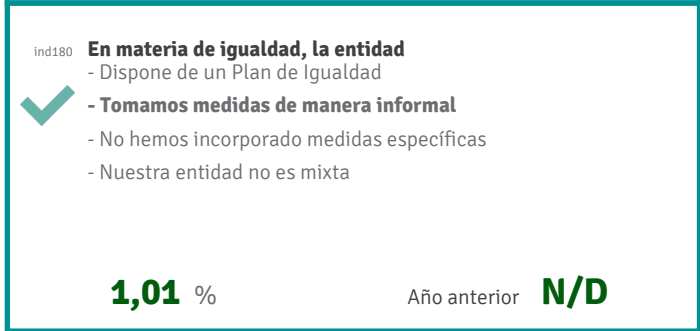 ind180 En materia de igualdad, la entidad
- Dispone de un Plan de Igualdad
- Tomamos medidas de manera informal
- No hemos incorporado medidas específicas
- Nuestra entidad no es mixta
1,01 % Año anterior N/D